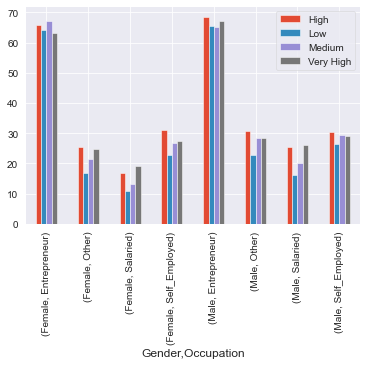 70
60
50
40
30
20
10
0
High
Low
Medium
Very High
(Female, Entrepreneur)
(Female, Other)
(Female, Salaried)
(Female, Self_Employed)
(Male, Entrepreneur)
(Male, Other)
(Male, Salaried)
(Male, Self_Employed)
Gender,Occupation